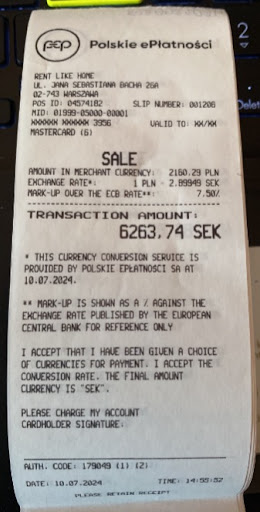 PeP Polskie ePłatności
RENT LIKE HOME
UL. JANA SEBASTIANA BACHA 26A
02-743 WARSZAWA
POS ID: 04574182 SLIP NUMBER: 001206
MID: 01999-05000-00001
XXXXXX XXXXXX 3956 VALID TO: XX/XX
MASTERCARD (6)
SALE
AMOUNT IN MERCHANT CURRENCY: 2160.29 PLN
EXCHANGE RATE*: 1 PLN = 2.89949 SEK
MARK-UP OVER THE ECB RATE**: 7.50%
TRANSACTION AMOUNT:
6263,74 SEK
* THIS CURRENCY CONVERSION SERVICE IS
PROVIDED BY POLSKIE EPŁATNOŚCI SA AT
10.07.2024.
** MARK-UP IS SHOWN AS A % AGAINST THE
EXCHANGE RATE PUBLISHED BY THE EUROPEAN
CENTRAL BANK FOR REFERENCE ONLY
I ACCEPT THAT I HAVE BEEN GIVEN A CHOICE
OF CURRENCIES FOR PAYMENT. I ACCEPT THE
CONVERSION RATE. THE FINAL AMOUNT
CURRENCY IS "SEK".
PLEASE CHARGE MY ACCOUNT
CARDHOLDER SIGNATURE:
AUTH. CODE: 179049 (1) (2)
DATE: 10.07.2024 TIME: 14:55:52
PLEASE RETAIN RECEIPT
2
Delet